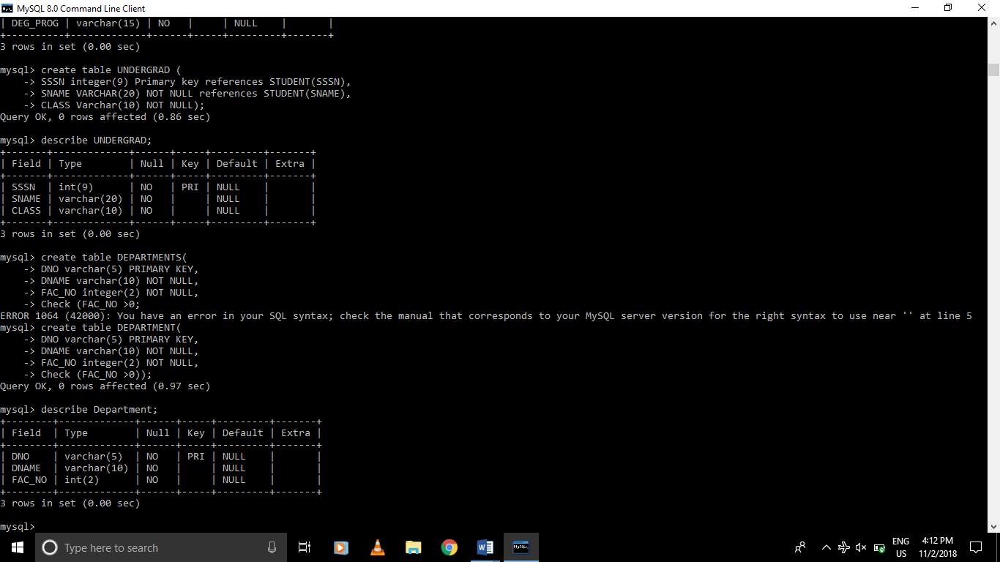 MySQL 8.0 Command Line Client
| DEG_PROG | varchar(15) | NO   |     | NULL    |       |
+----------+-------------+------+-----+---------+-------+
3 rows in set (0.00 sec)
mysql> create table UNDERGRAD (
    -> SSSN integer(9) Primary key references STUDENT(SSSN),
    -> SNAME VARCHAR(20) NOT NULL references STUDENT(SNAME),
    -> CLASS Varchar(10) NOT NULL);
Query OK, 0 rows affected (0.86 sec)
mysql> describe UNDERGRAD;
+-------+-------------+------+-----+---------+-------+
| Field | Type        | Null | Key | Default | Extra |
+-------+-------------+------+-----+---------+-------+
| SSSN  | int(9)      | NO   | PRI | NULL    |       |
| SNAME | varchar(20) | NO   |     | NULL    |       |
| CLASS | varchar(10) | NO   |     | NULL    |       |
+-------+-------------+------+-----+---------+-------+
3 rows in set (0.00 sec)
mysql> create table DEPARTMENTS(
    -> DNO varchar(5) PRIMARY KEY,
    -> DNAME varchar(10) NOT NULL,
    -> FAC_NO integer(2) NOT NULL,
    -> Check (FAC_NO >0;
ERROR 1064 (42000): You have an error in your SQL syntax; check the manual that corresponds to your MySQL server version for the right syntax to use near '' at line 5
mysql> create table DEPARTMENT(
    -> DNO varchar(5) PRIMARY KEY,
    -> DNAME varchar(10) NOT NULL,
    -> FAC_NO integer(2) NOT NULL,
    -> Check (FAC_NO >0));
Query OK, 0 rows affected (0.97 sec)
mysql> describe Department;
+--------+-------------+------+-----+---------+-------+
| Field  | Type        | Null | Key | Default | Extra |
+--------+-------------+------+-----+---------+-------+
| DNO    | varchar(5)  | NO   | PRI | NULL    |       |
| DNAME  | varchar(10) | NO   |     | NULL    |       |
| FAC_NO | int(2)      | NO   |     | NULL    |       |
+--------+-------------+------+-----+---------+-------+
3 rows in set (0.00 sec)
mysql>
Type here to search
ENG
US
4:12 PM
11/2/2018